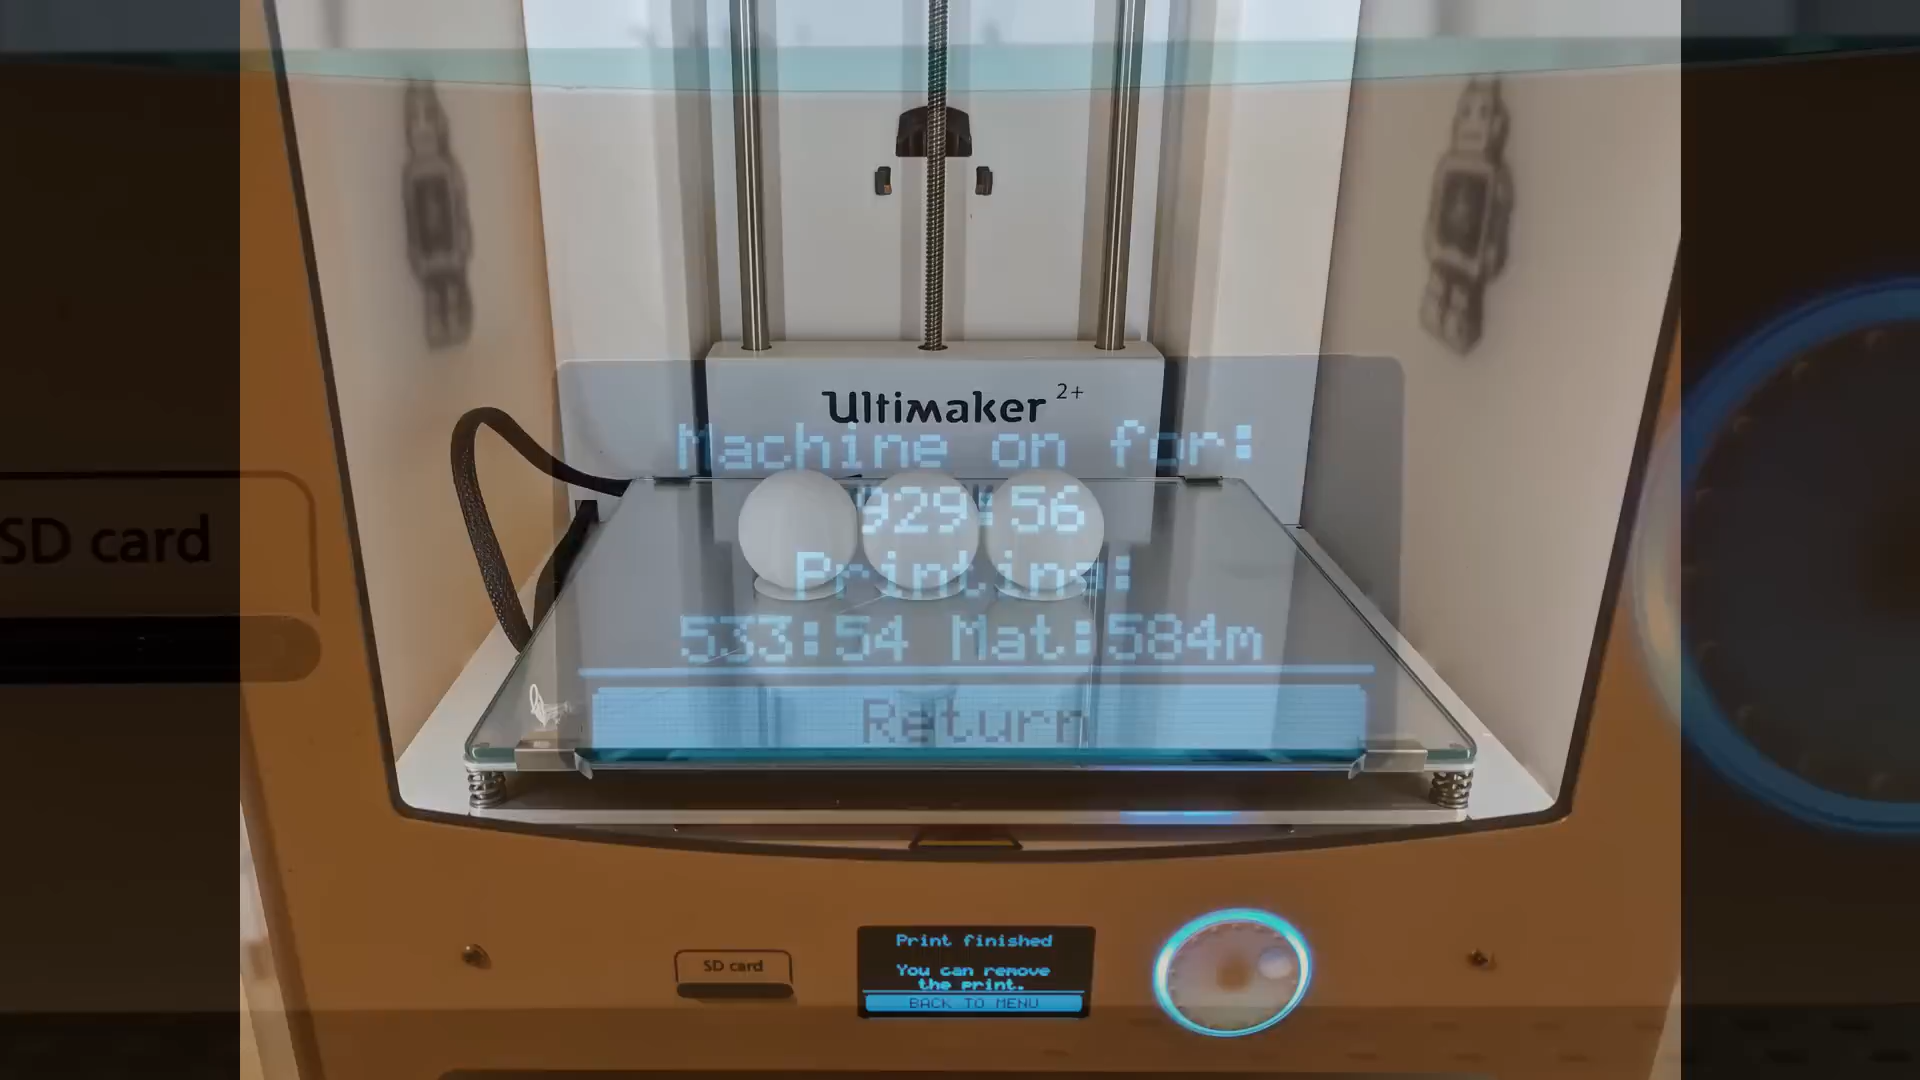 Ultimaker 2+
Machine on for:
929:56
Printing:
533:54 Mat:584m
Return
SD card
SD card
Print finished
You can remove
the print.
BACK TO MENU